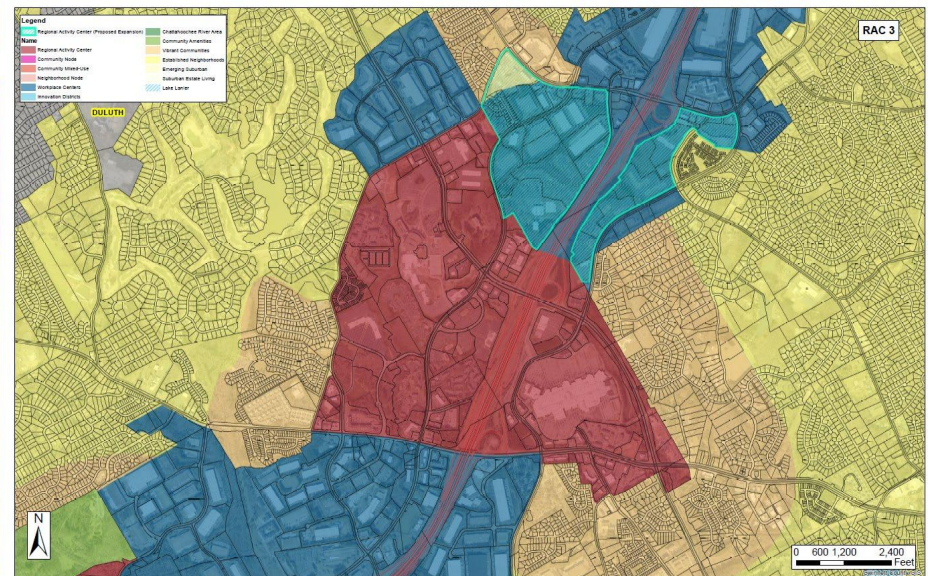 Legend
Regional Activity Center (Proposed Expansion)
Name
Regional Activity Center
Community Node
Community Mixed-Use
Neighborhood Node
Workplace Centers
Innovation Districts
Chattahoochee River Area
Community Amenities
Vibrant Communities
Established Neighborhoods
Emerging Suburban
Suburban Estate Living
Lake Lanier
RAC 3
DULUTH
N
0 600 1,200 2,400
Feet